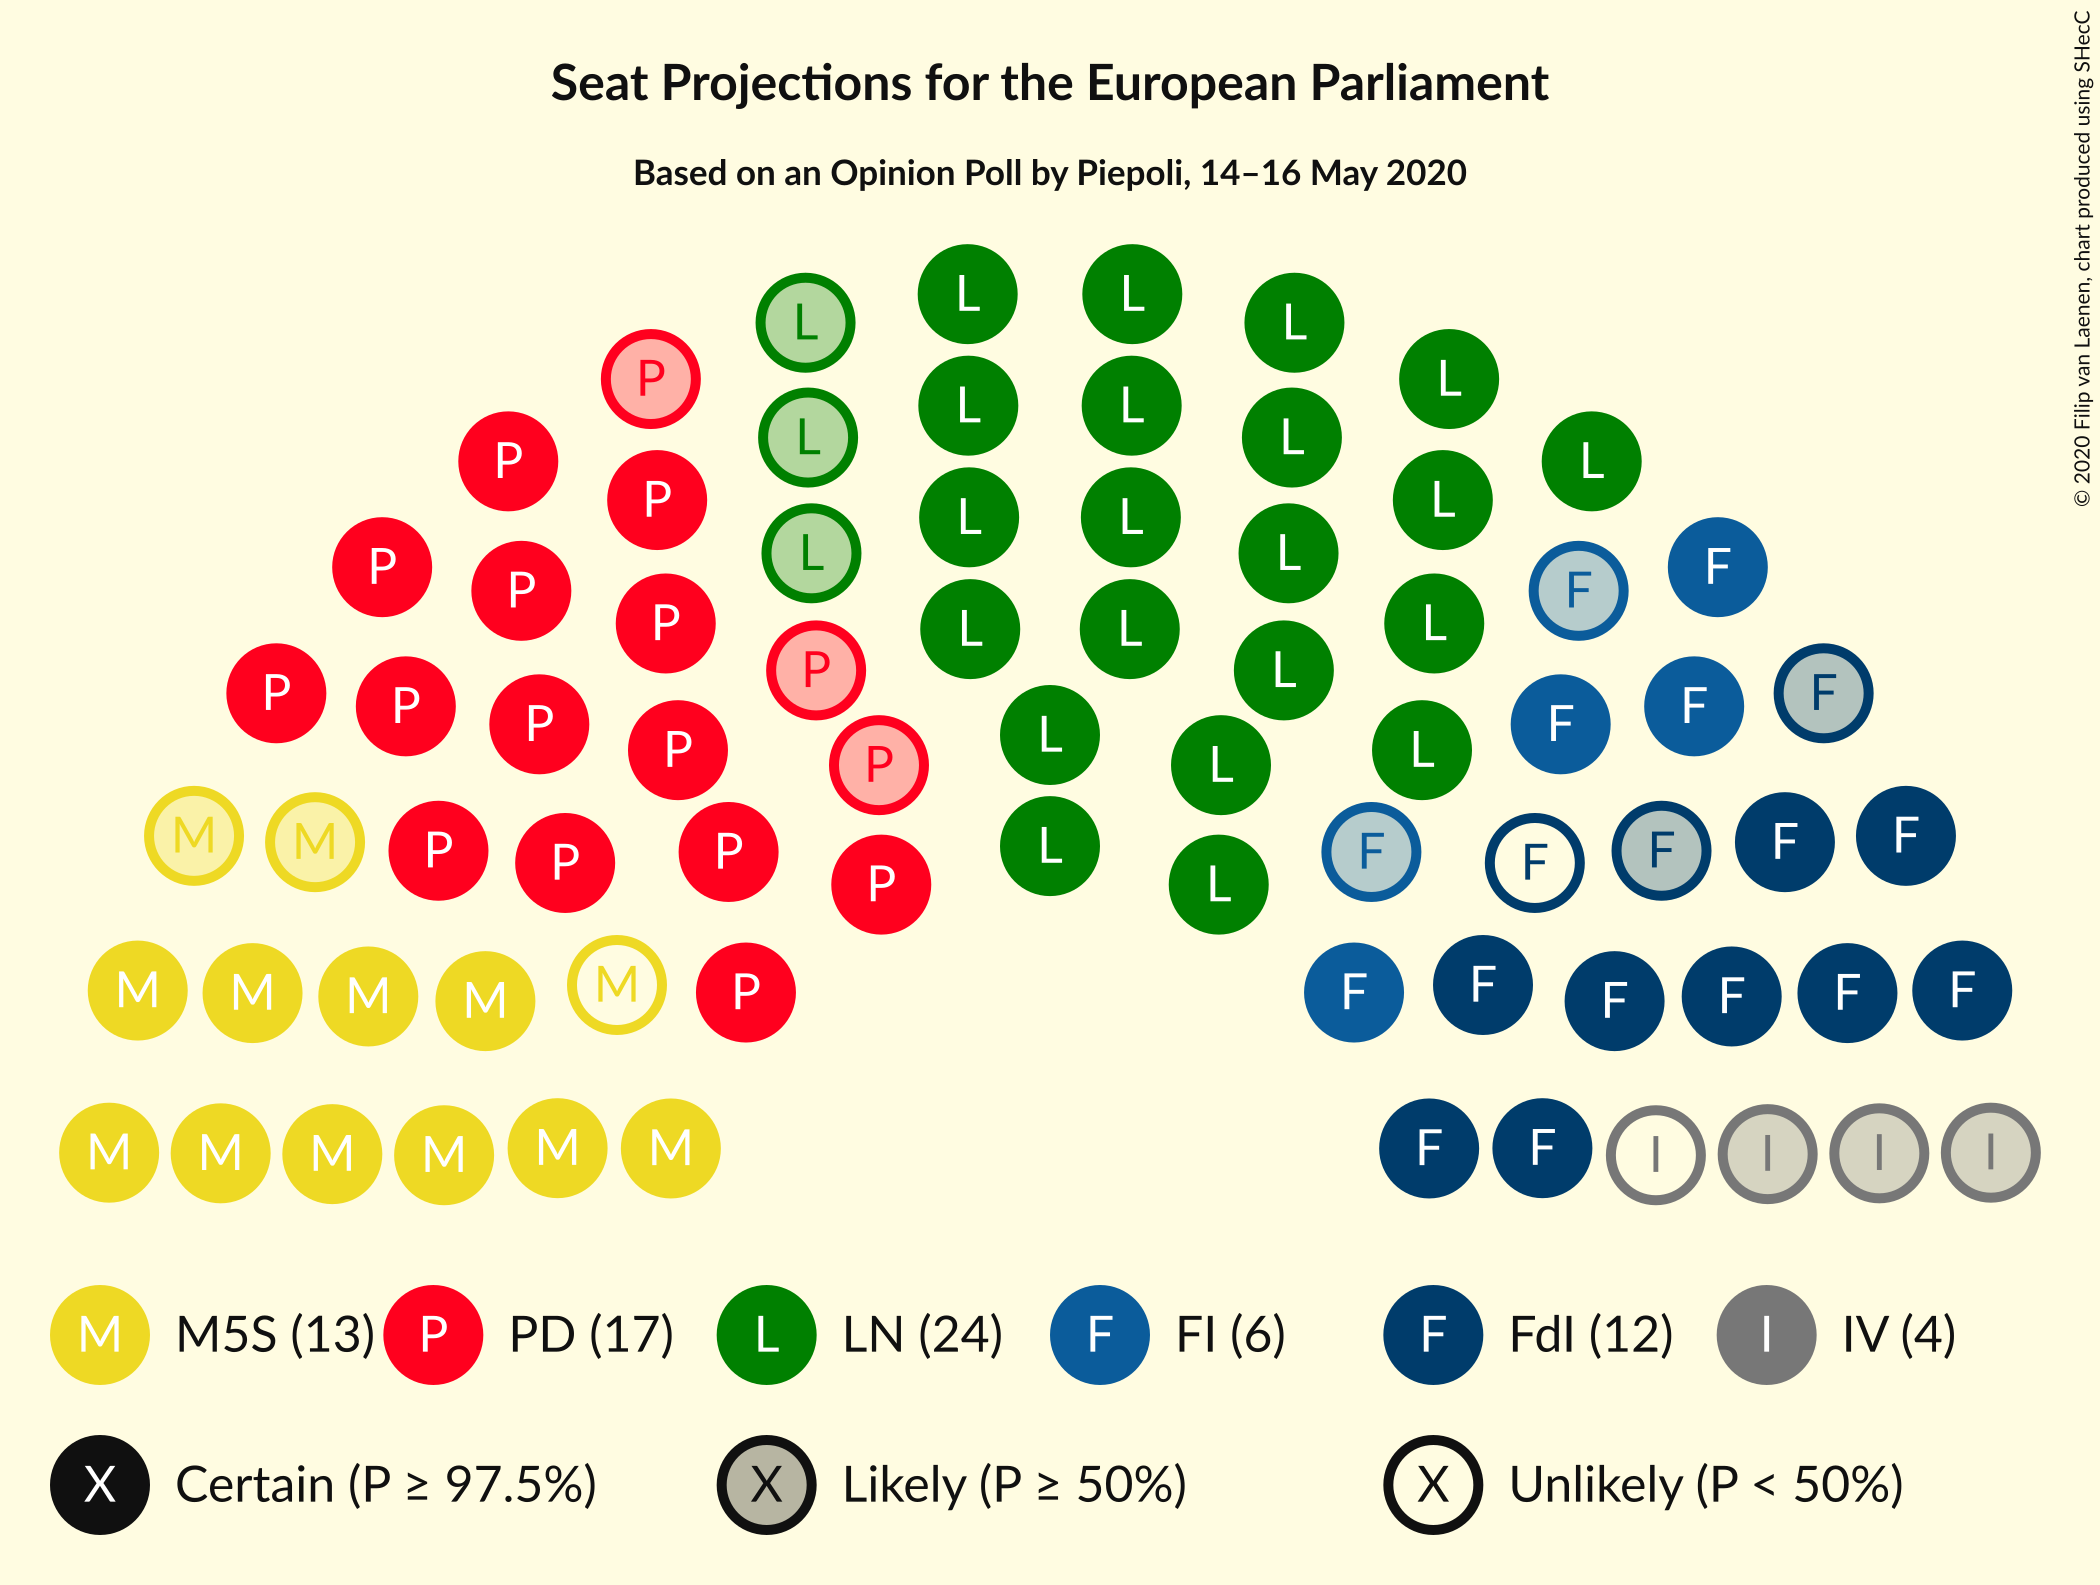 Seat Projections for the European Parliament
Based on an Opinion Poll by Piepoli, 14–16 May 2020
© 2020 Filip van Laenen, chart produced using SHecC
L L
L L
P L
L L
L L
P L
P L L
L L L L
P P F F
P L L P
P L L F
P P P P L L F F F
P L
M M P P P P L L L F F F F F
M M M M M P F F F F F F
M M M M M M F F I I I I
M M5S (13) P PD (17) L LN (24) F FI (6) F FdI (12) I IV (4)
X Certain (P ≥ 97.5%) X Likely (P ≥ 50%) X Unlikely (P < 50%)